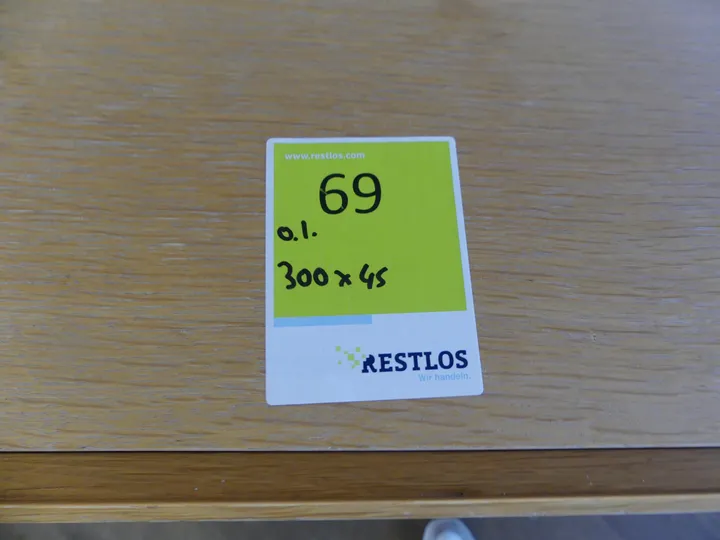 www.restlos.com
69
o.l.
300 x 45
RESTLOS
Wir handeln.